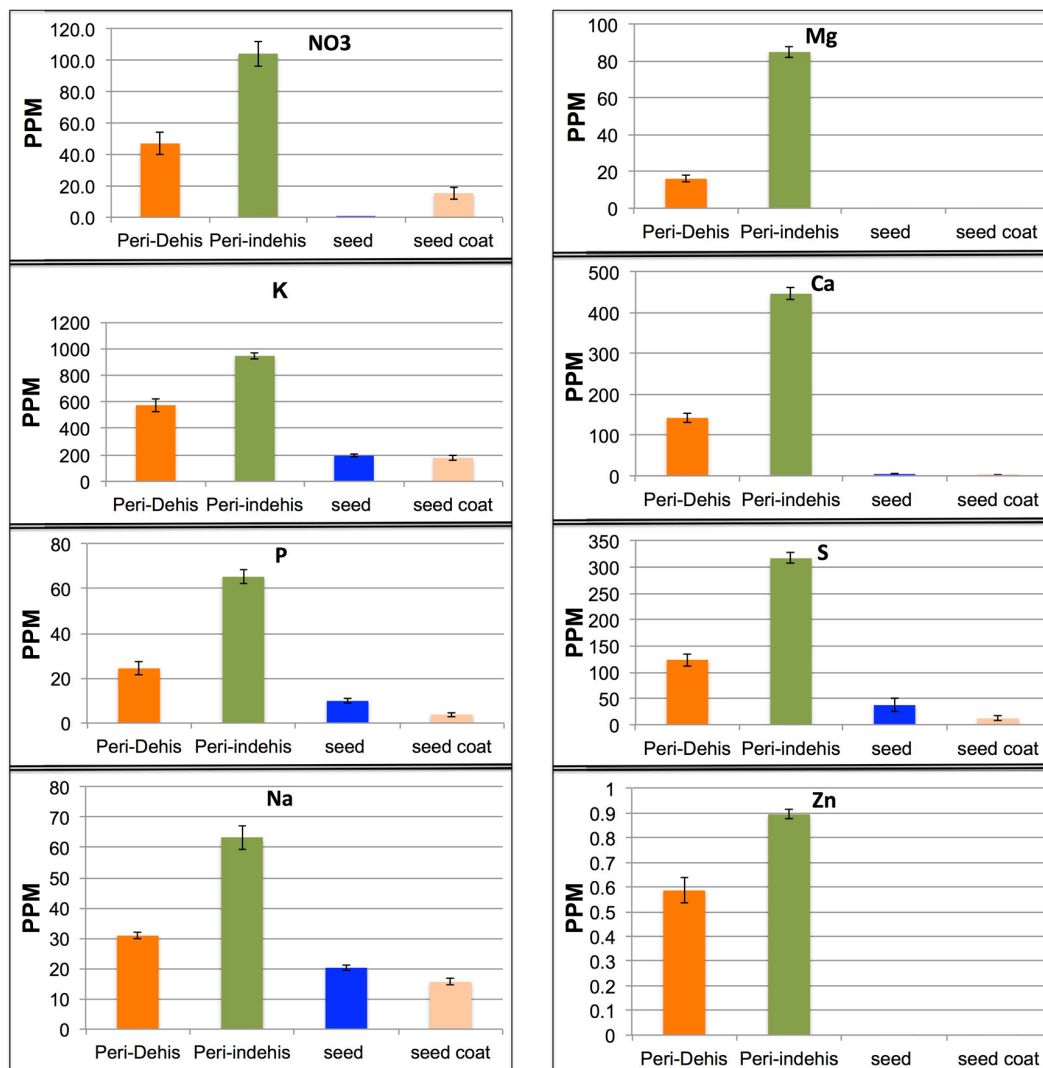 NO3
PPM
120.0
100.0
80.0
60.0
40.0
20.0
0.0
Peri-Dehis Peri-indehis seed seed coat
K
PPM
1200
1000
800
600
400
200
0
Peri-Dehis Peri-indehis seed seed coat
P
PPM
80
60
40
20
0
Peri-Dehis Peri-indehis seed seed coat
Na
PPM
80
70
60
50
40
30
20
10
0
Peri-Dehis Peri-indehis seed seed coat
Mg
PPM
100
80
60
40
20
0
Peri-Dehis Peri-indehis seed seed coat
Ca
PPM
500
400
300
200
100
0
Peri-Dehis Peri-indehis seed seed coat
S
PPM
350
300
250
200
150
100
50
0
Peri-Dehis Peri-indehis seed seed coat
Zn
PPM
1
0.9
0.8
0.7
0.6
0.5
0.4
0.3
0.2
0.1
0
Peri-Dehis Peri-indehis seed seed coat